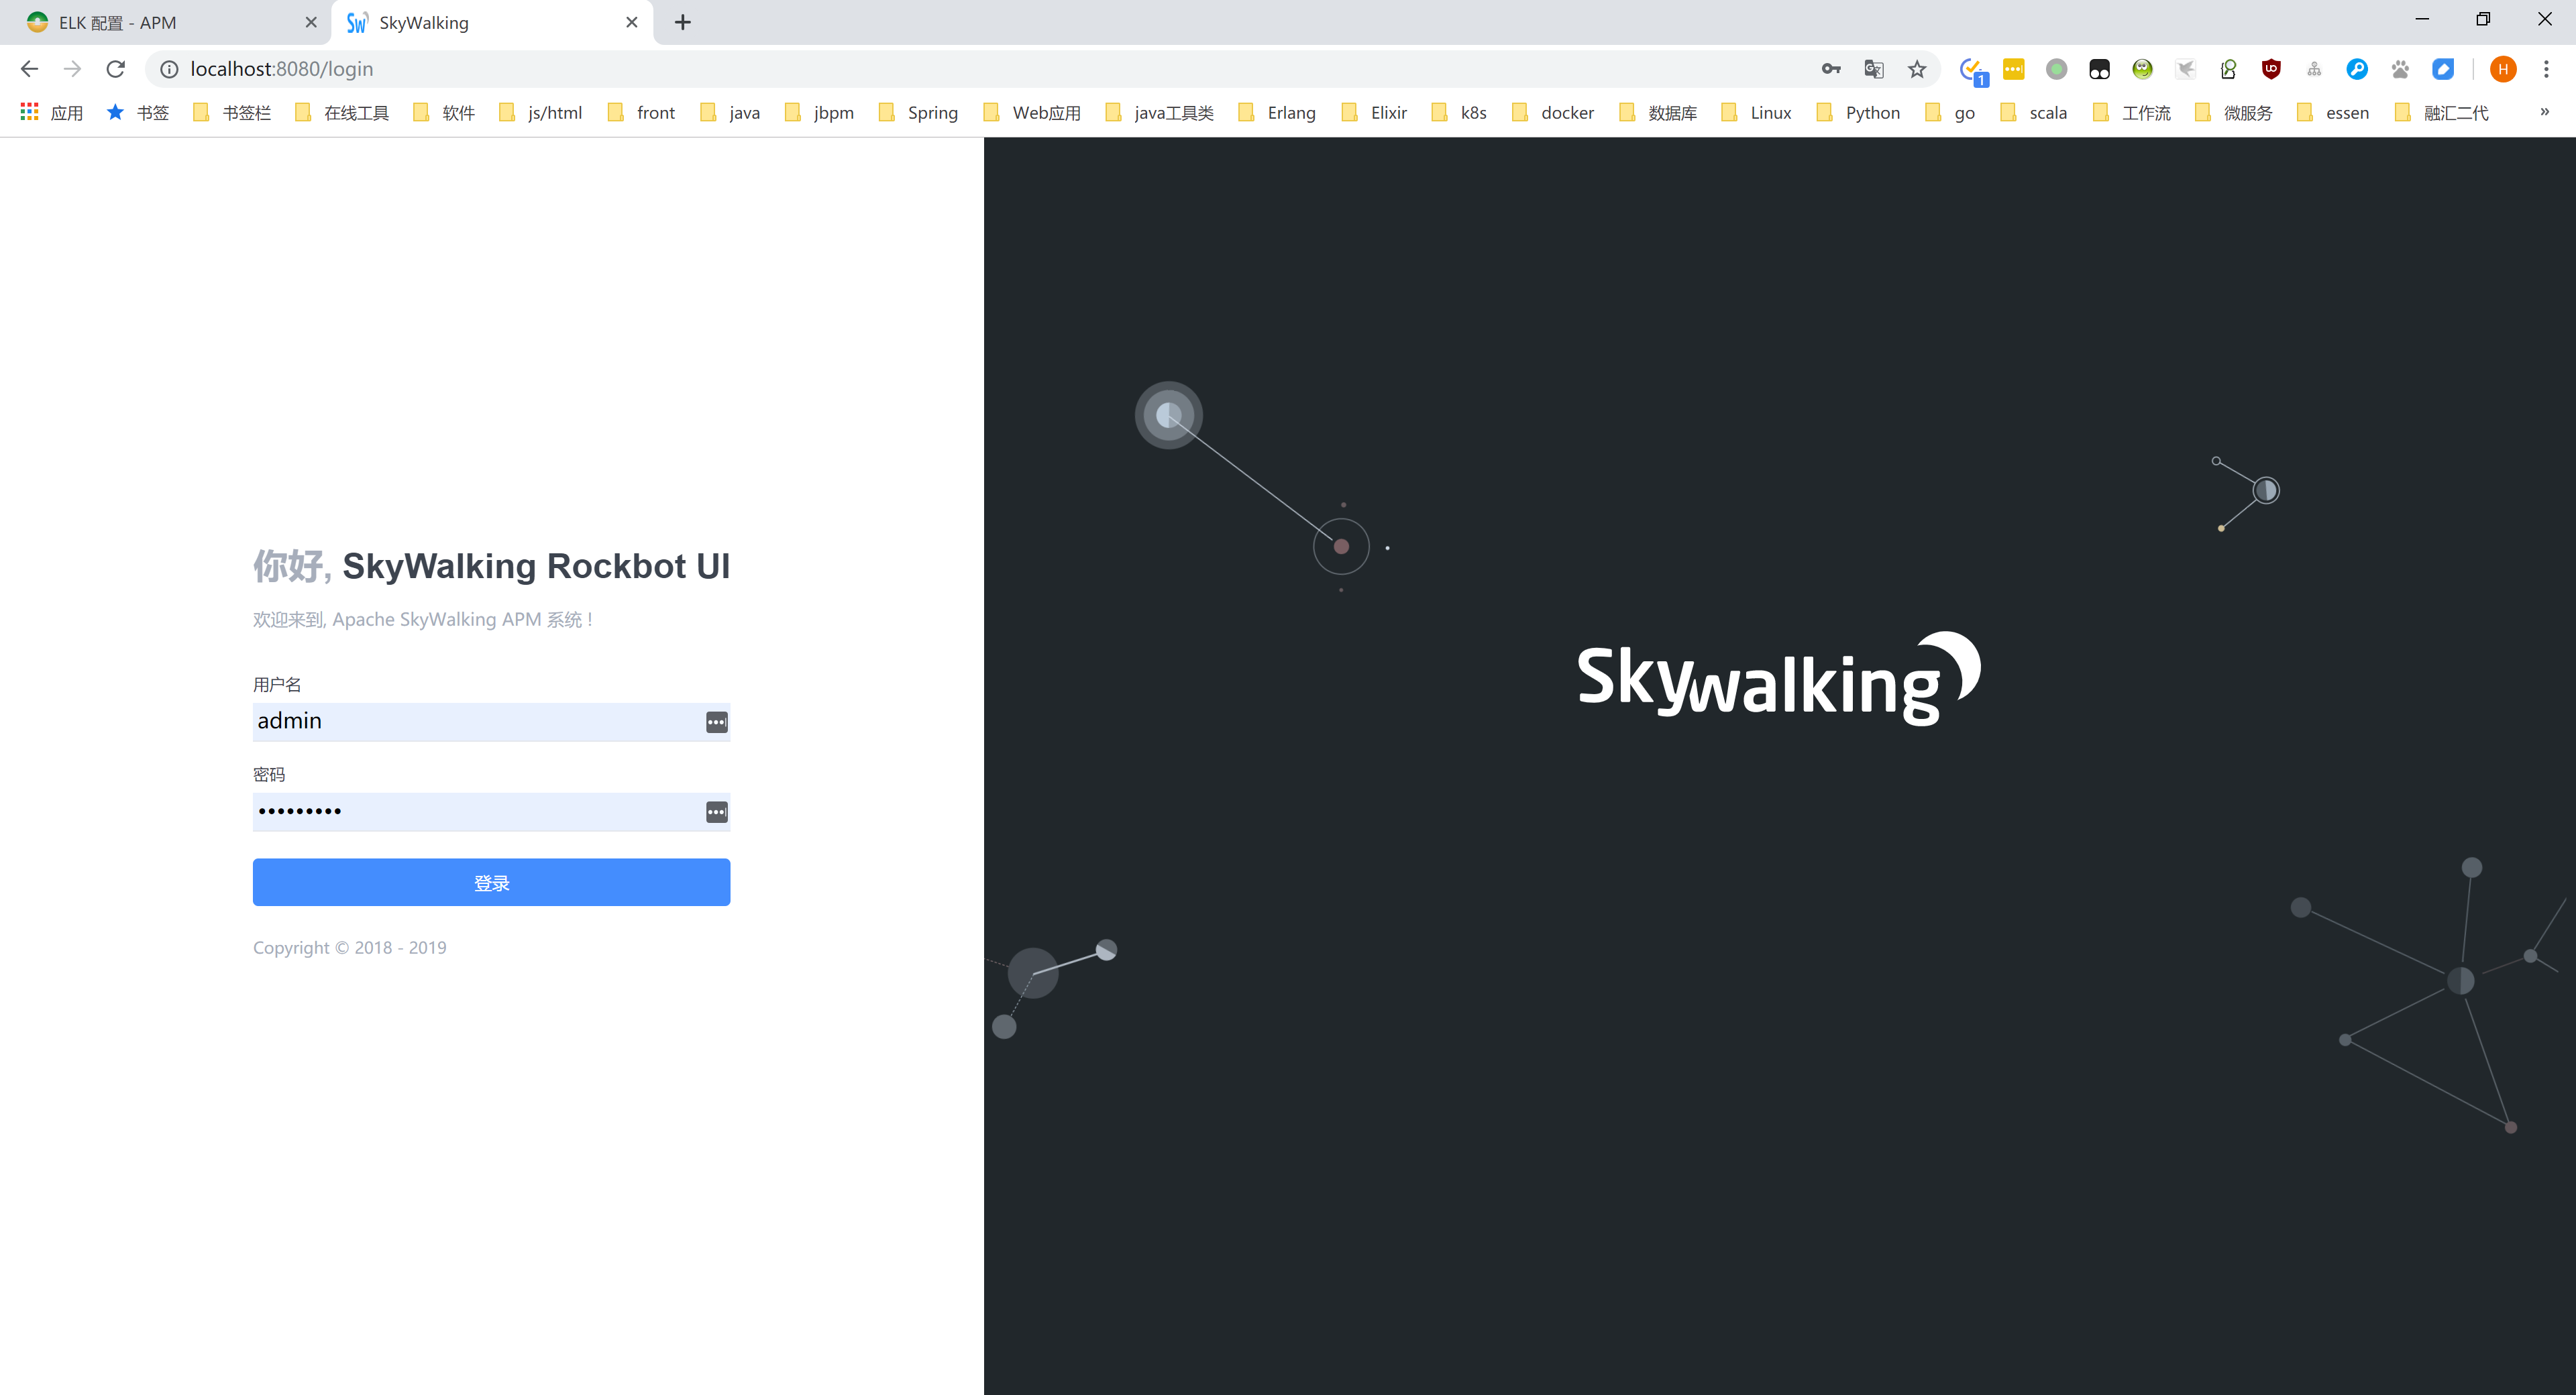 ELK 配置 - APM
SkyWalking
localhost:8080/login
1
H
应用 书签 书签栏 在线工具 软件 js/html front java jbpm Spring Web应用 java工具类 Erlang Elixir k8s docker 数据库 Linux Python go scala 工作流 微服务 essen 融汇二代 »
你好, SkyWalking Rockbot UI
欢迎来到, Apache SkyWalking APM 系统 !
用户名
admin
密码
•••••••••
登录
Copyright © 2018 - 2019
Skywalking